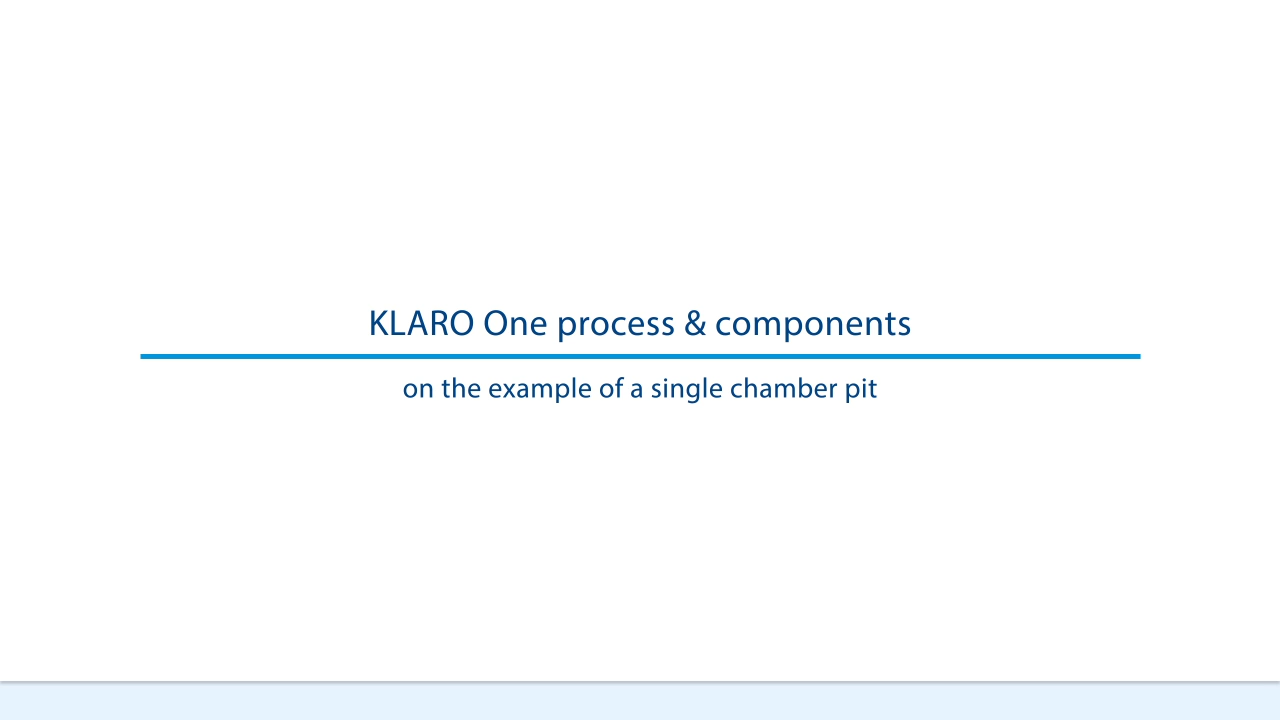 KLARO One process & components
on the example of a single chamber pit